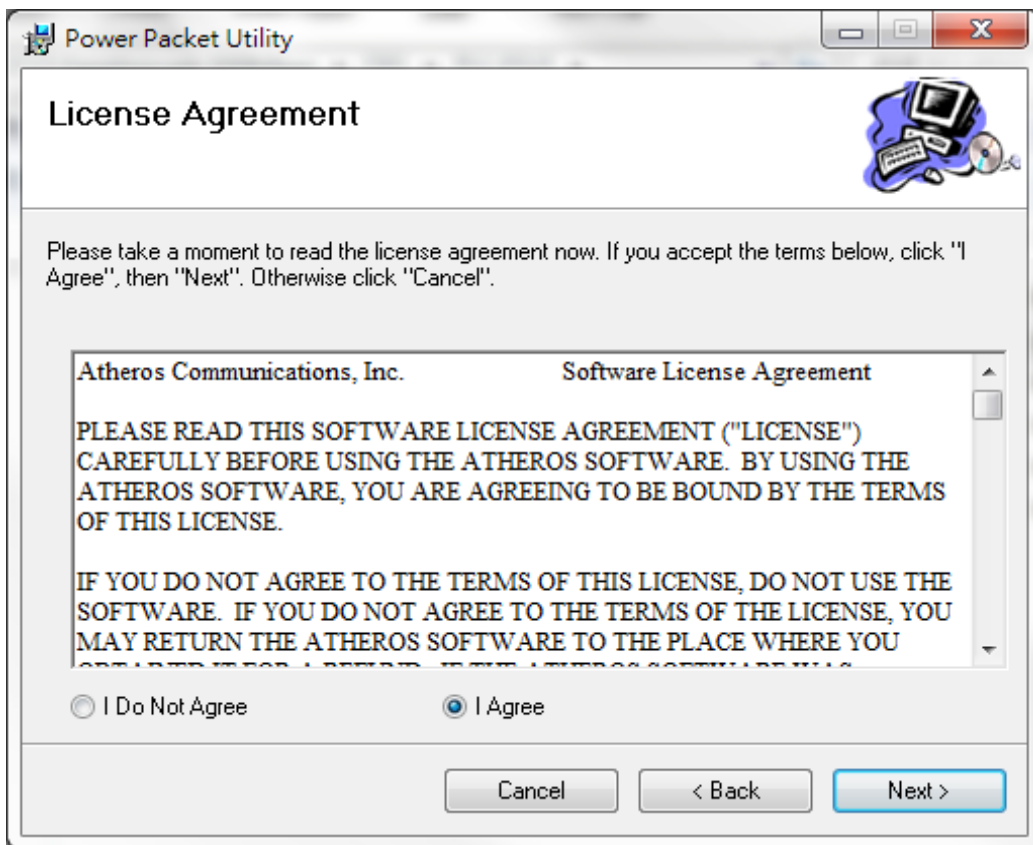 Power Packet Utility
License Agreement
Please take a moment to read the license agreement now. If you accept the terms below, click "I
Agree", then "Next". Otherwise click "Cancel".
Atheros Communications, Inc. Software License Agreement
PLEASE READ THIS SOFTWARE LICENSE AGREEMENT ("LICENSE")
CAREFULLY BEFORE USING THE ATHEROS SOFTWARE. BY USING THE
ATHEROS SOFTWARE, YOU ARE AGREEING TO BE BOUND BY THE TERMS
OF THIS LICENSE.
IF YOU DO NOT AGREE TO THE TERMS OF THIS LICENSE, DO NOT USE THE
SOFTWARE. IF YOU DO NOT AGREE TO THE TERMS OF THE LICENSE, YOU
MAY RETURN THE ATHEROS SOFTWARE TO THE PLACE WHERE YOU
I Do Not Agree
I Agree
Cancel
< Back
Next >